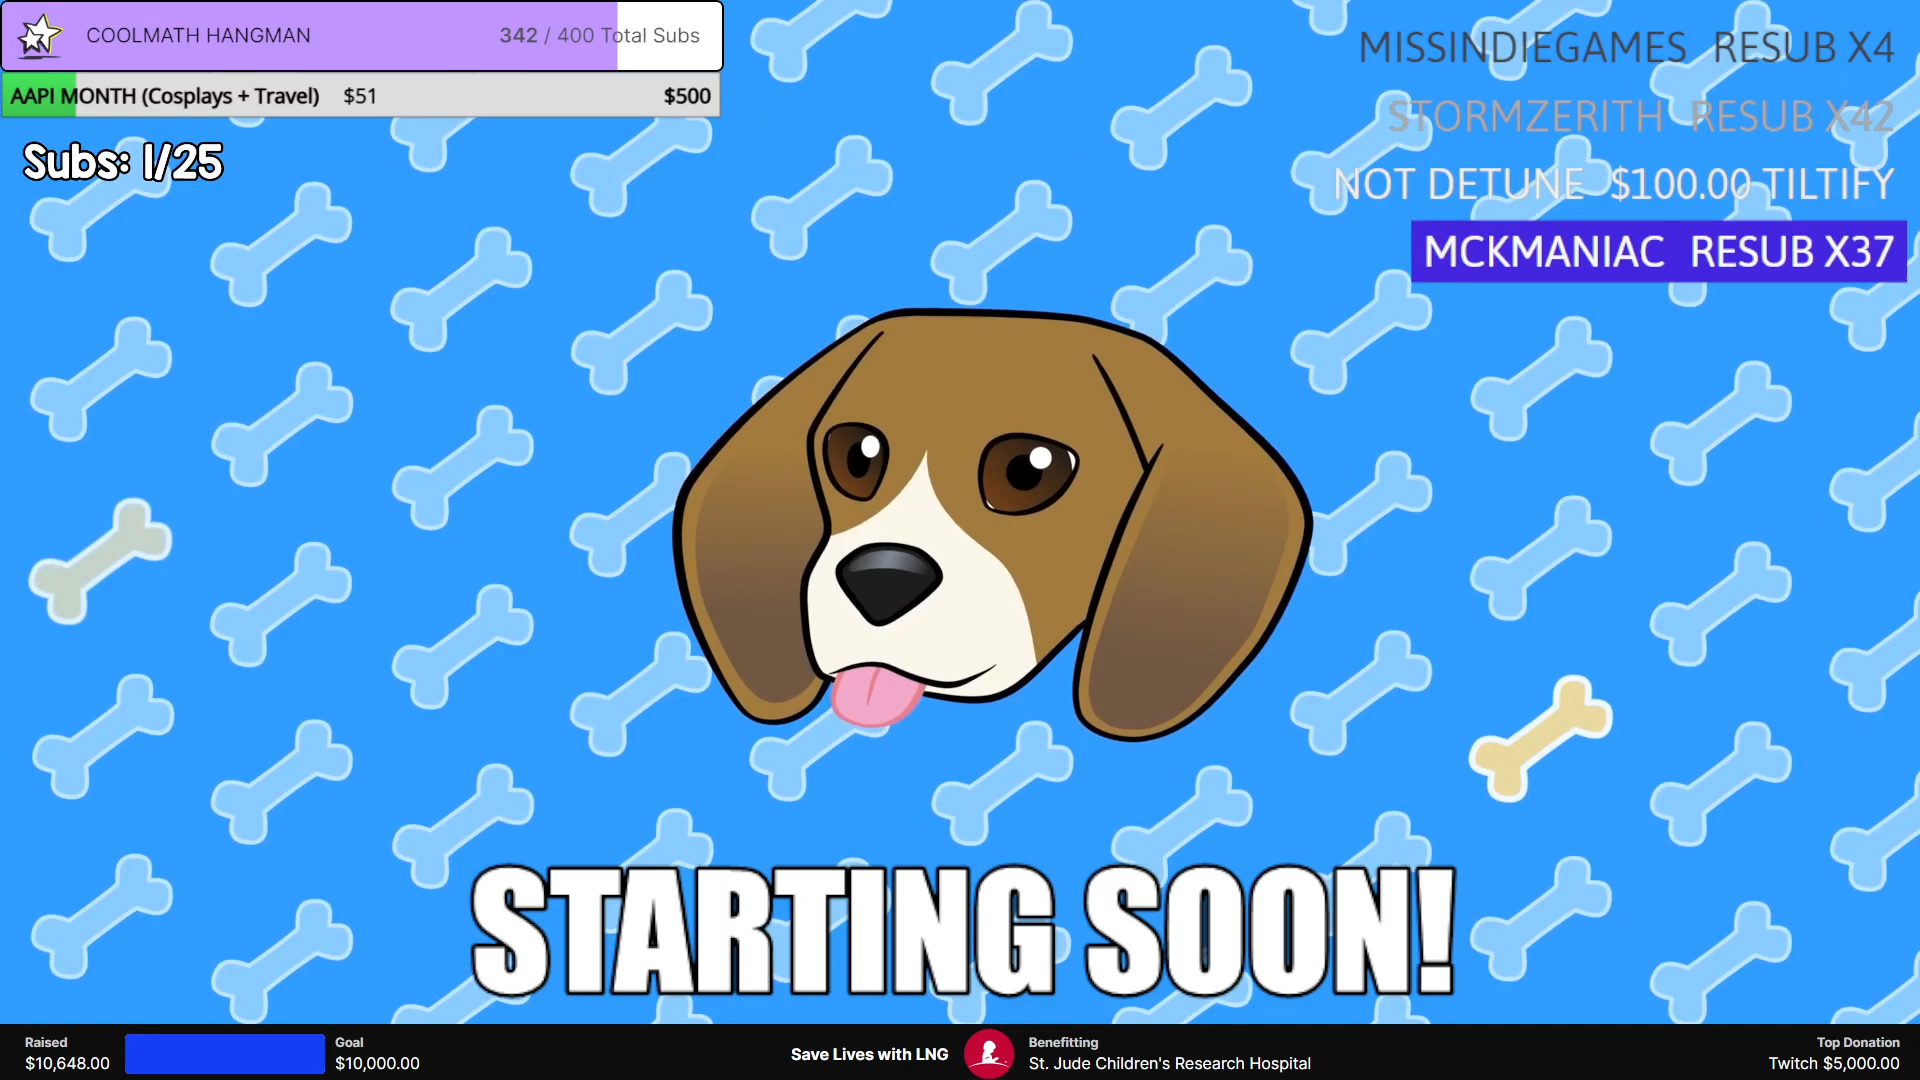 COOLMATH HANGMAN 342 / 400 Total Subs
AAPI MONTH (Cosplays + Travel) $51 $500
Subs: 1/25
MISSINDIEGAMES RESUB X4
STORMZERITH RESUB X42
NOT DETUNE $100.00 TILTIFY
MCKMANIAC RESUB X37
STARTING SOON!
Raised
$10,648.00
Goal
$10,000.00
Save Lives with LNG
Benefitting
St. Jude Children's Research Hospital
Top Donation
Twitch $5,000.00